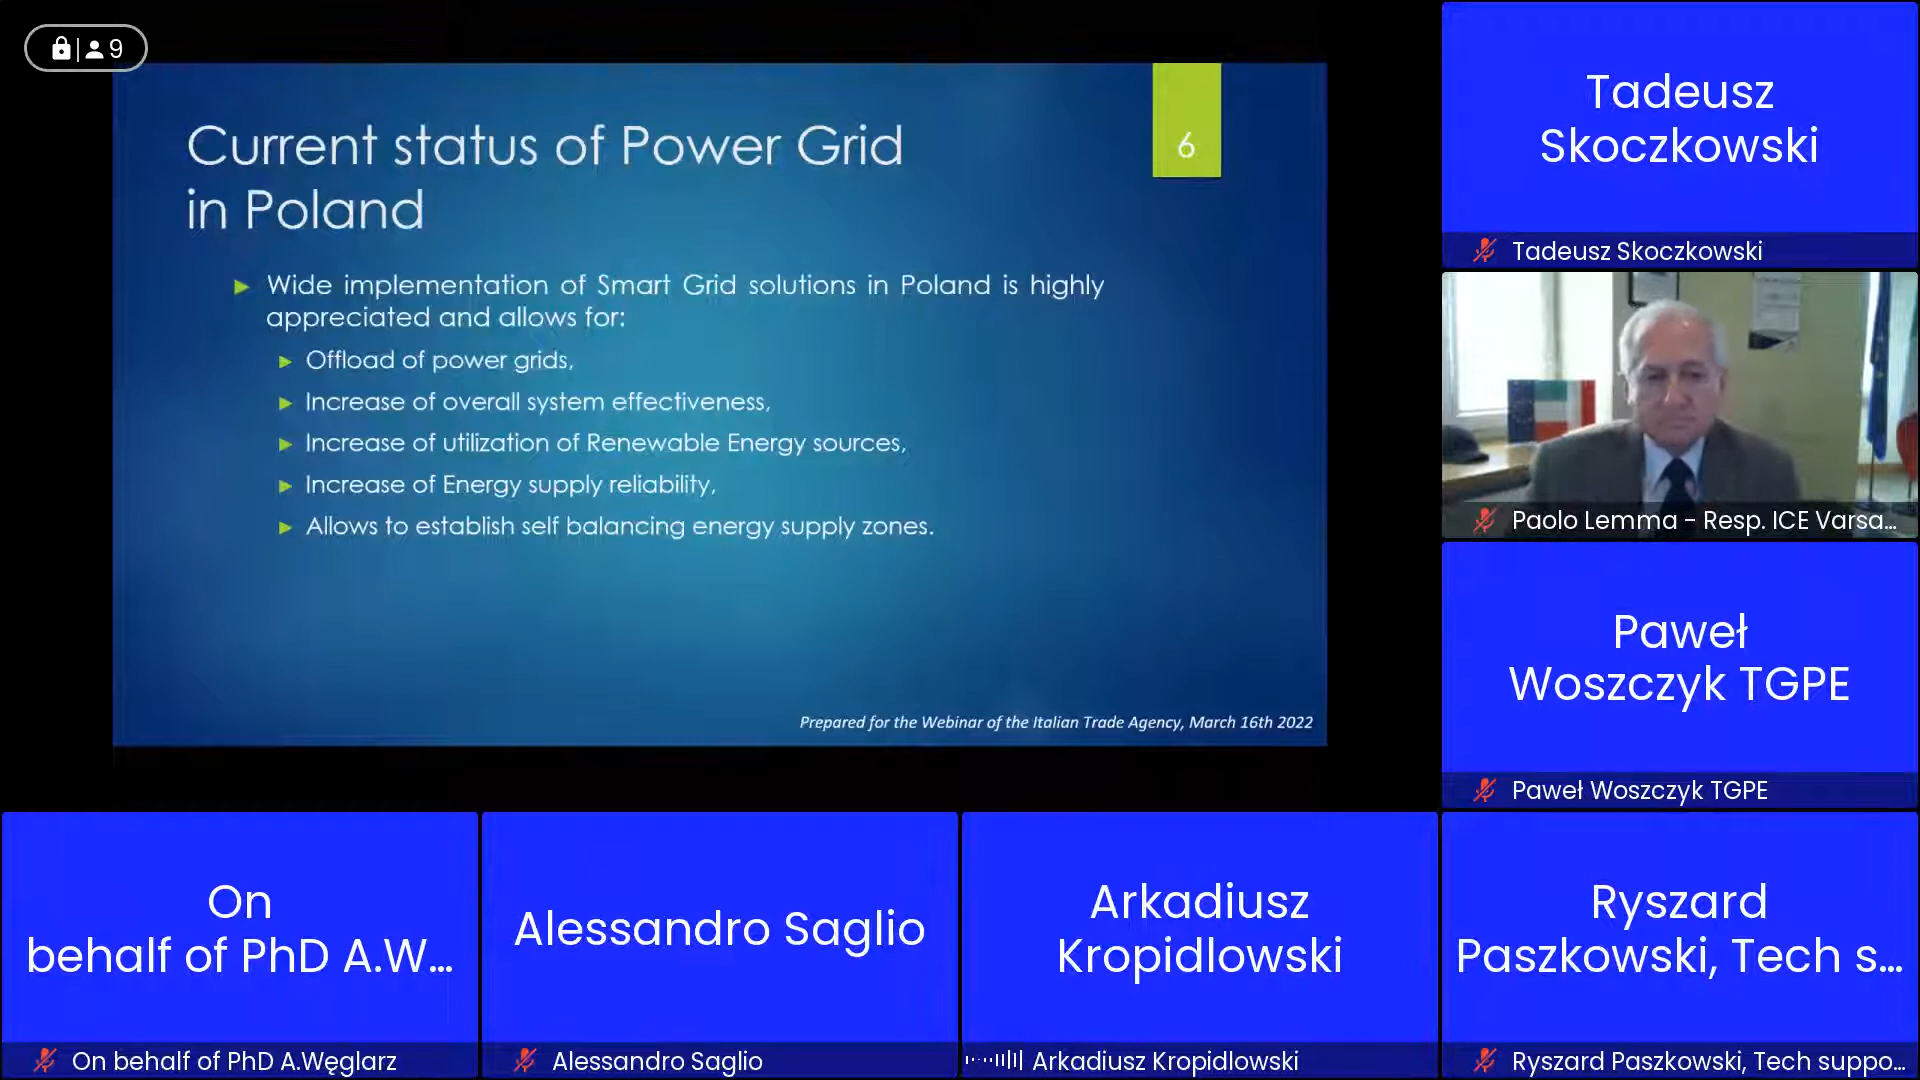 9
6
Current status of Power Grid
in Poland
Wide implementation of Smart Grid solutions in Poland is highly
appreciated and allows for:
Offload of power grids,
Increase of overall system effectiveness,
Increase of utilization of Renewable Energy sources,
Increase of Energy supply reliability,
Allows to establish self balancing energy supply zones.
Prepared for the Webinar of the Italian Trade Agency, March 16th 2022
Tadeusz
Skoczkowski
Tadeusz Skoczkowski
Paolo Lemma - Resp. ICE Varsa...
Paweł
Woszczyk TGPE
Paweł Woszczyk TGPE
On
behalf of PhD A.W...
On behalf of PhD A.Węglarz
Alessandro Saglio
Alessandro Saglio
Arkadiusz
Kropidlowski
Arkadiusz Kropidlowski
Ryszard
Paszkowski, Tech s...
Ryszard Paszkowski, Tech suppo...